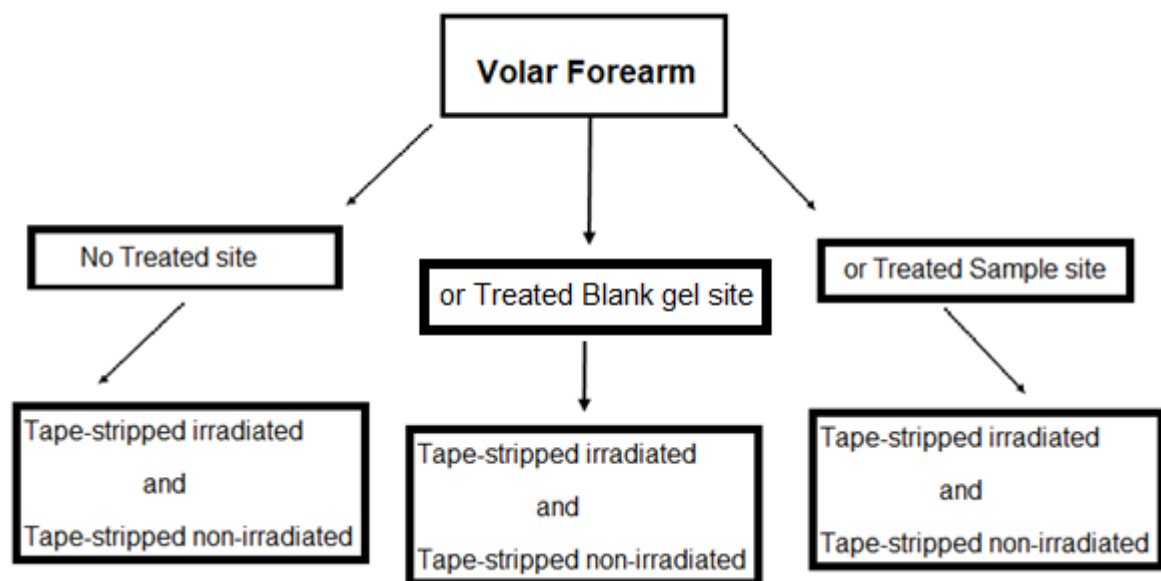 Volar Forearm
No Treated site
or Treated Blank gel site
or Treated Sample site
Tape-stripped irradiated
and
Tape-stripped non-irradiated
Tape-stripped irradiated
and
Tape-stripped non-irradiated
Tape-stripped irradiated
and
Tape-stripped non-irradiated